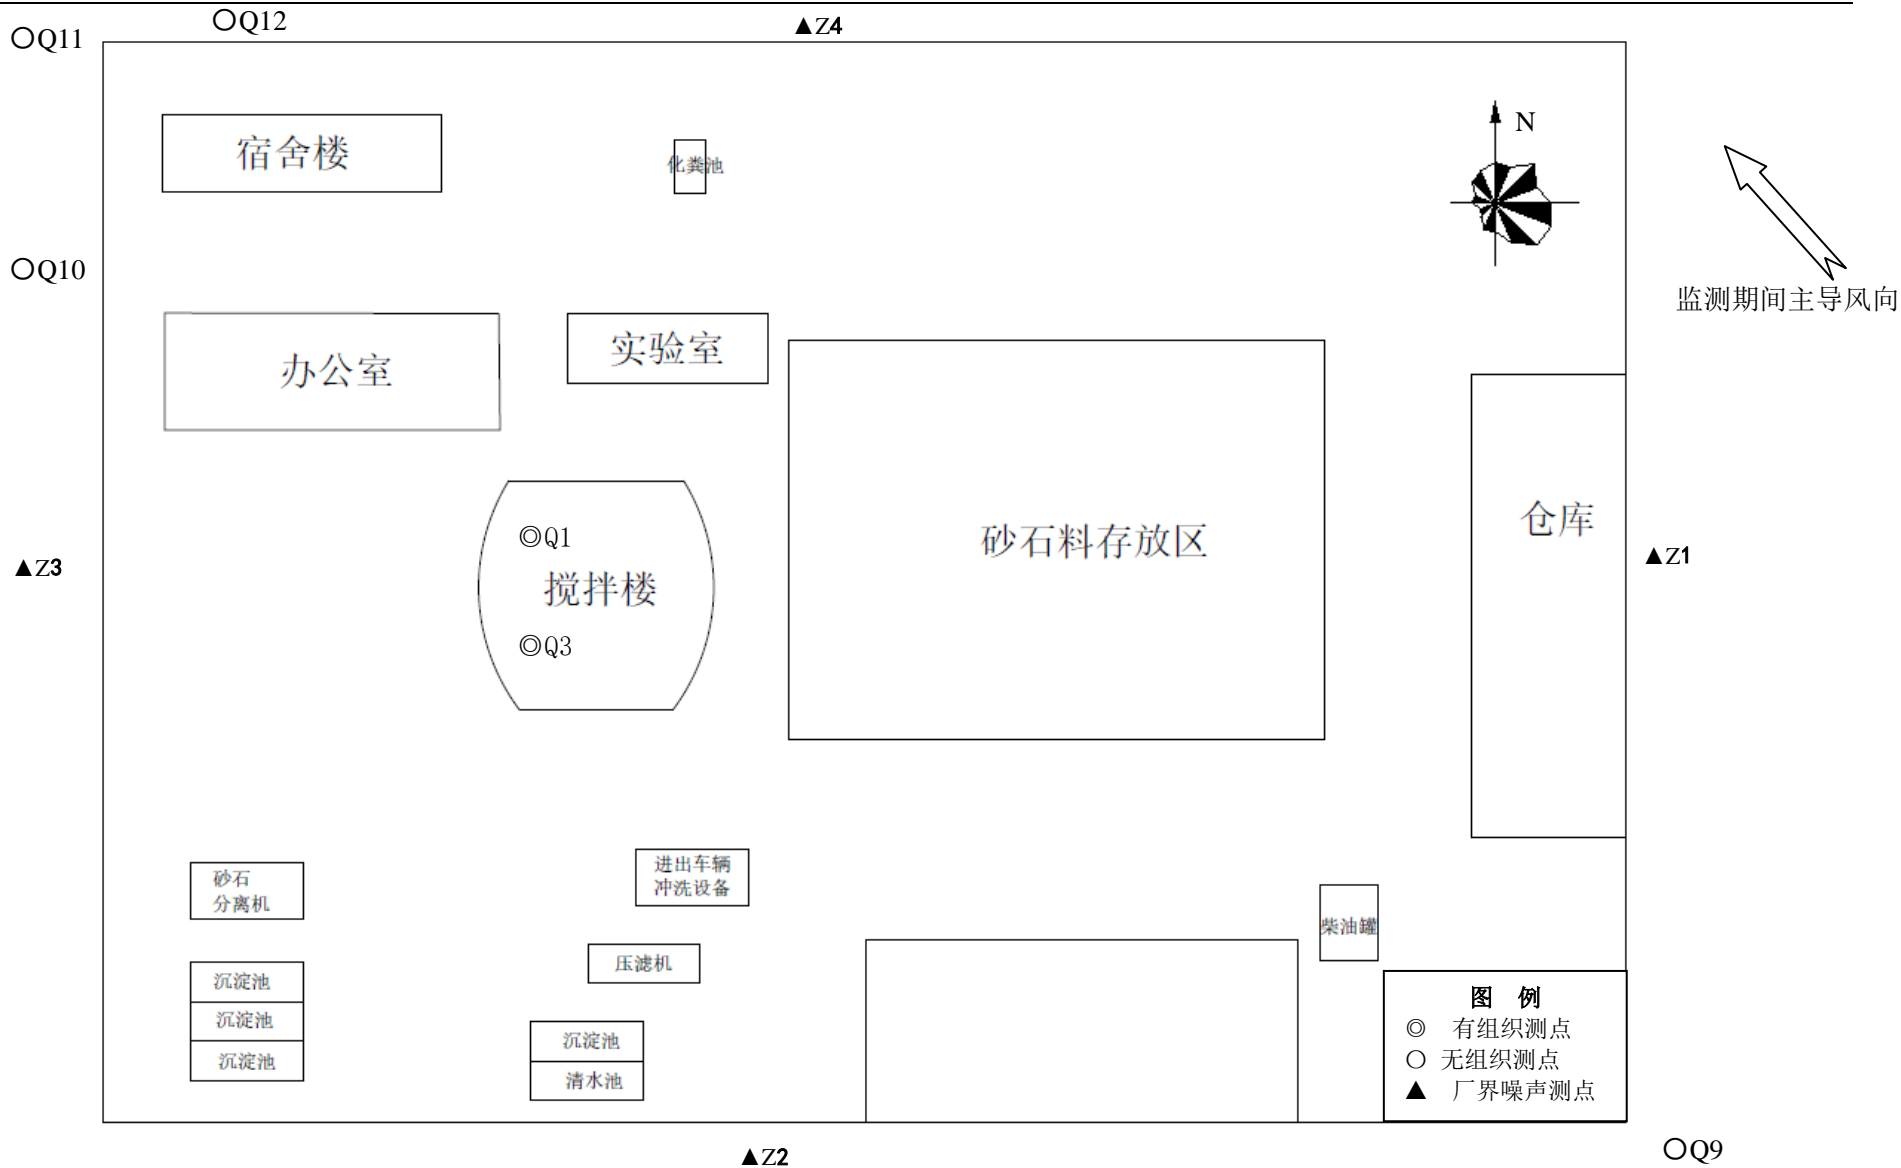 ○Q11
○Q12
▲Z4
宿舍楼
化粪池
N
○Q10
监测期间主导风向
办公室
实验室
◎Q1
搅拌楼
◎Q3
砂石料存放区
仓库
▲Z3
▲Z1
砂石
分离机
进出车辆
冲洗设备
柴油罐
压滤机
沉淀池
沉淀池
沉淀池
沉淀池
清水池
图 例
◎ 有组织测点
○ 无组织测点
▲ 厂界噪声测点
▲Z2
○Q9